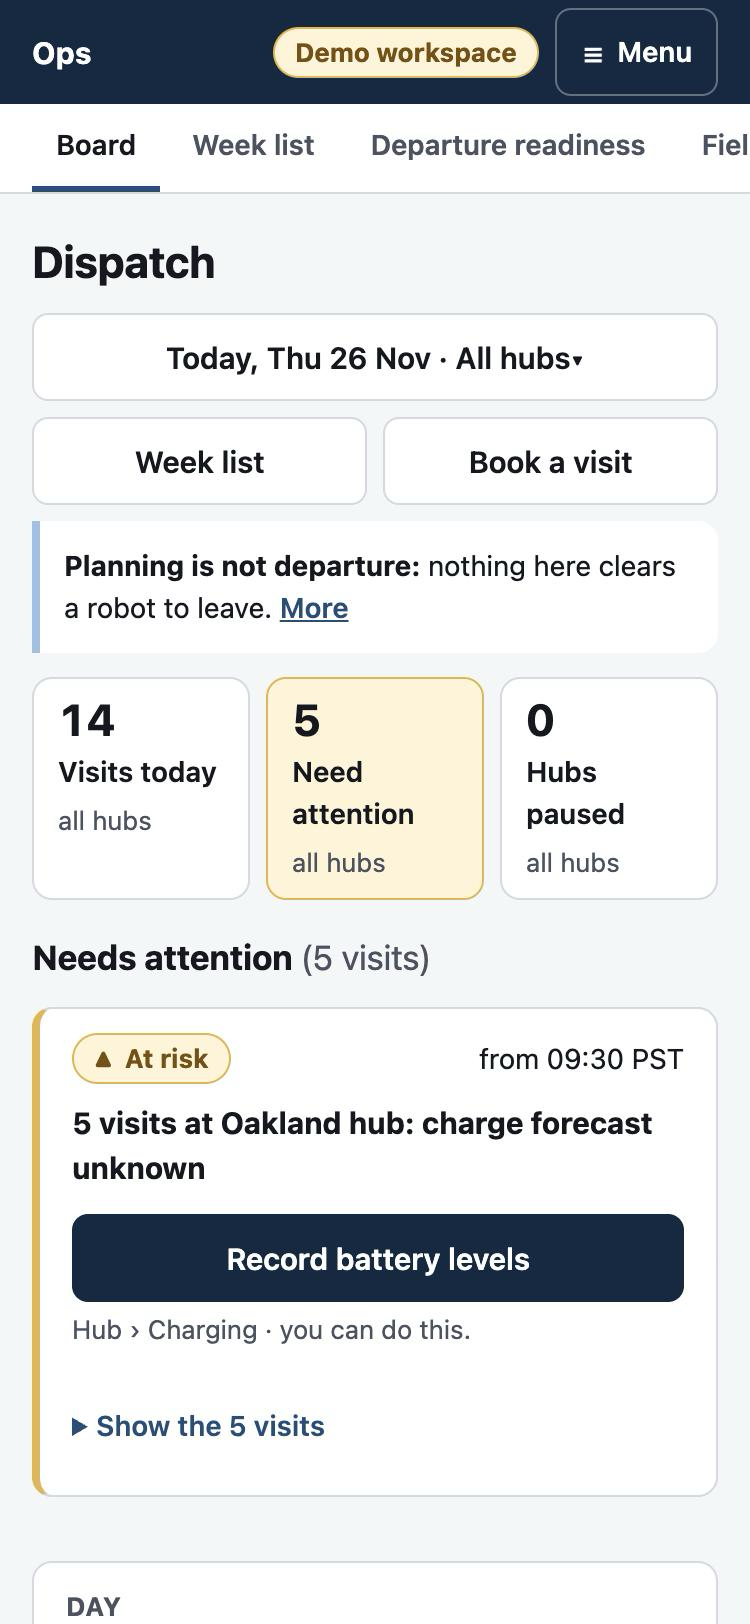 Ops
Demo workspace
≡ Menu
Board
Week list
Departure readiness
Fiel
Dispatch
Today, Thu 26 Nov · All hubs▾
Week list
Book a visit
Planning is not departure: nothing here clears
a robot to leave. More
14
Visits today
all hubs
5
Need
attention
all hubs
0
Hubs
paused
all hubs
Needs attention (5 visits)
▲ At risk
from 09:30 PST
5 visits at Oakland hub: charge forecast
unknown
Record battery levels
Hub › Charging · you can do this.
▶ Show the 5 visits
DAY